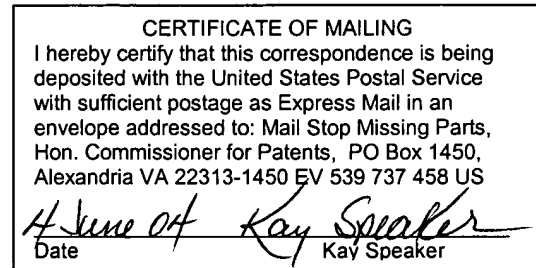 CERTIFICATE OF MAILING
I hereby certify that this correspondence is being
deposited with the United States Postal Service
with sufficient postage as Express Mail in an
envelope addressed to: Mail Stop Missing Parts,
Hon. Commissioner for Patents, PO Box 1450,
Alexandria VA 22313-1450 EV 539 737 458 US
4 June 04 Kay Speaker
Date Kay Speaker